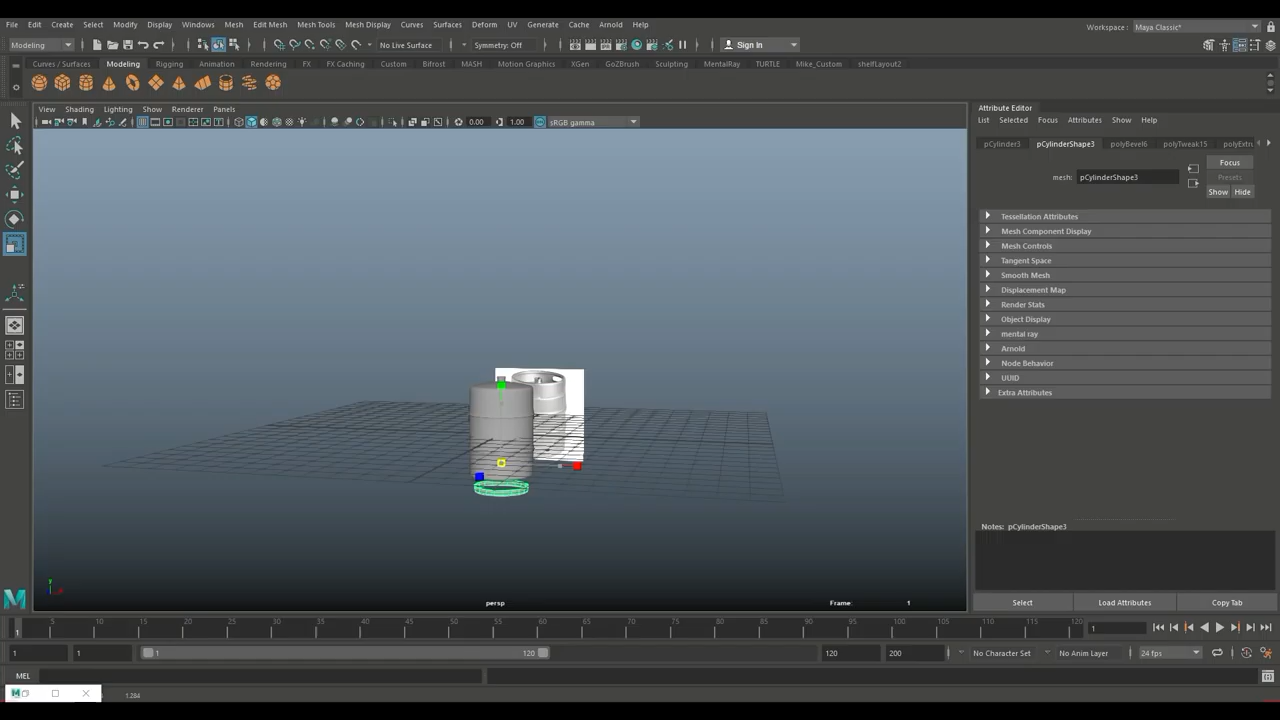 File Edit Create Select Modify Display Windows Mesh Edit Mesh Mesh Tools Mesh Display Curves Surfaces Deform UV Generate Cache Arnold Help
Workspace : Maya Classic*
Modeling No Live Surface Symmetry: Off Sign In
Curves / Surfaces Modeling Rigging Animation Rendering FX FX Caching Custom Bifrost MASH Motion Graphics XGen GoZBrush Sculpting MentalRay TURTLE Mike_Custom shelfLayout2
View Shading Lighting Show Renderer Panels
0.00 1.00 sRGB gamma
Attribute Editor
List Selected Focus Attributes Show Help
pCylinder3 pCylinderShape3 polyBevel6 polyTweak15 polyExtru
Focus
mesh: pCylinderShape3 Presets
Show Hide
Tessellation Attributes
Mesh Component Display
Mesh Controls
Tangent Space
Smooth Mesh
Displacement Map
Render Stats
Object Display
mental ray
Arnold
Node Behavior
UUID
Extra Attributes
Notes: pCylinderShape3
Select Load Attributes Copy Tab
y
persp Frame: 1
1 5 10 15 20 25 30 35 40 45 50 55 60 65 70 75 80 85 90 95 100 105 110 115 120 1
1 1 1 120 120 200 No Character Set No Anim Layer 24 fps
MEL
1.284